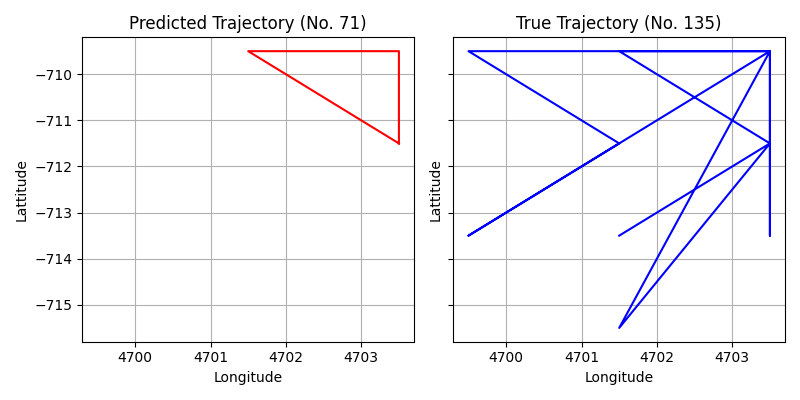 Predicted Trajectory (No. 71)
True Trajectory (No. 135)
Lattitude
−710
−711
−712
−713
−714
−715
4700
4701
4702
4703
Longitude
Lattitude
4700
4701
4702
4703
Longitude